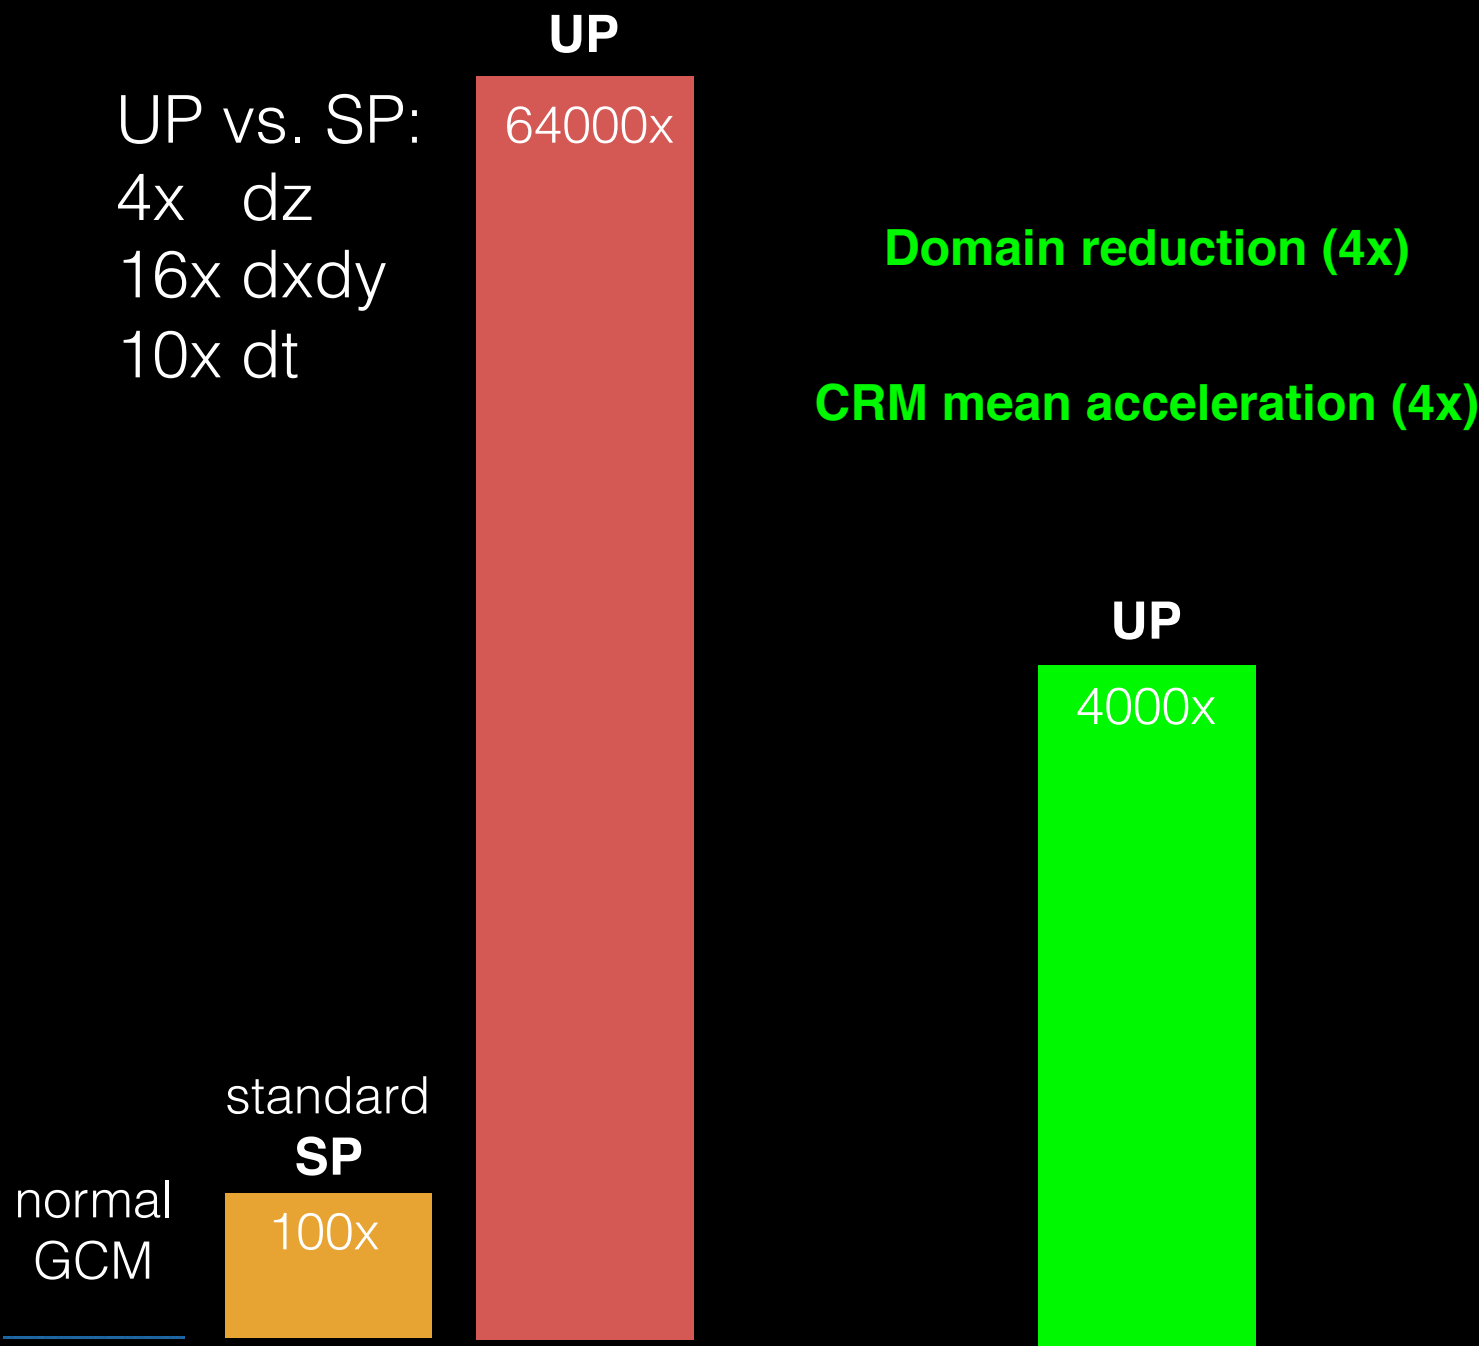 UP
64000x
UP vs. SP:
4x dz
16x dxdy
10x dt
Domain reduction (4x)
CRM mean acceleration (4x)
UP
4000x
standard
SP
100x
normal
GCM